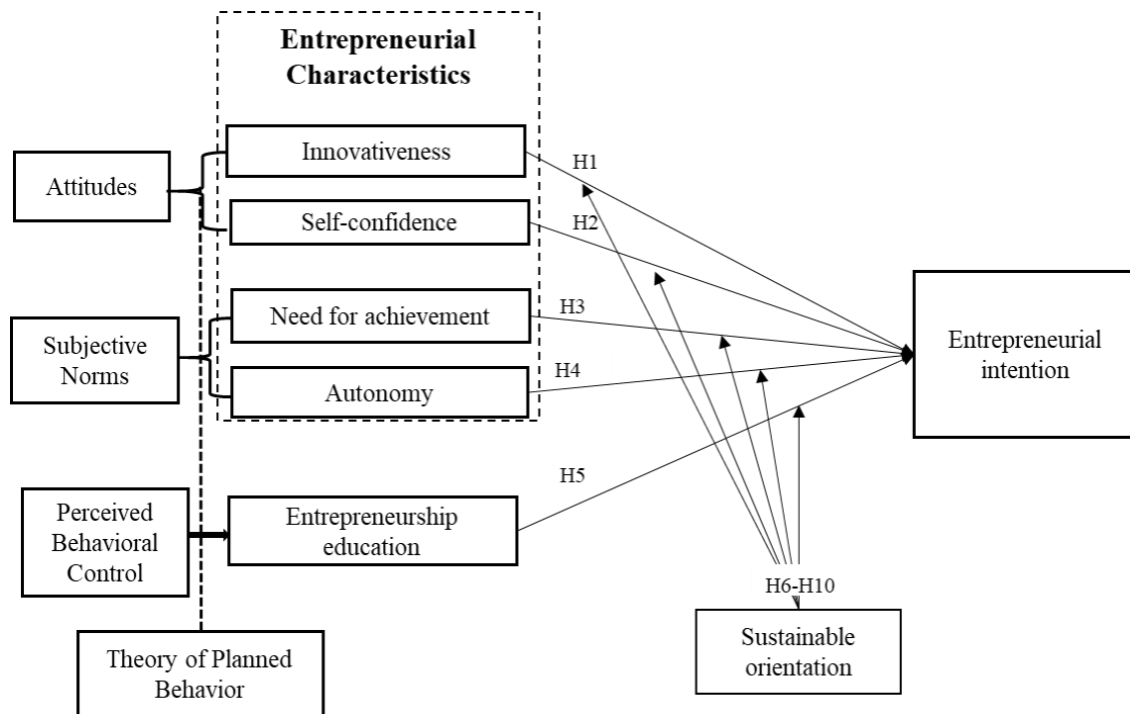 Entrepreneurial
Characteristics
Innovativeness
Attitudes
Self-confidence
H1
H2
Need for achievement
H3
Subjective
Norms
Autonomy
H4
Entrepreneurial
intention
H5
Perceived
Behavioral
Control
Entrepreneurship
education
H6-H10
Sustainable
orientation
Theory of Planned
Behavior